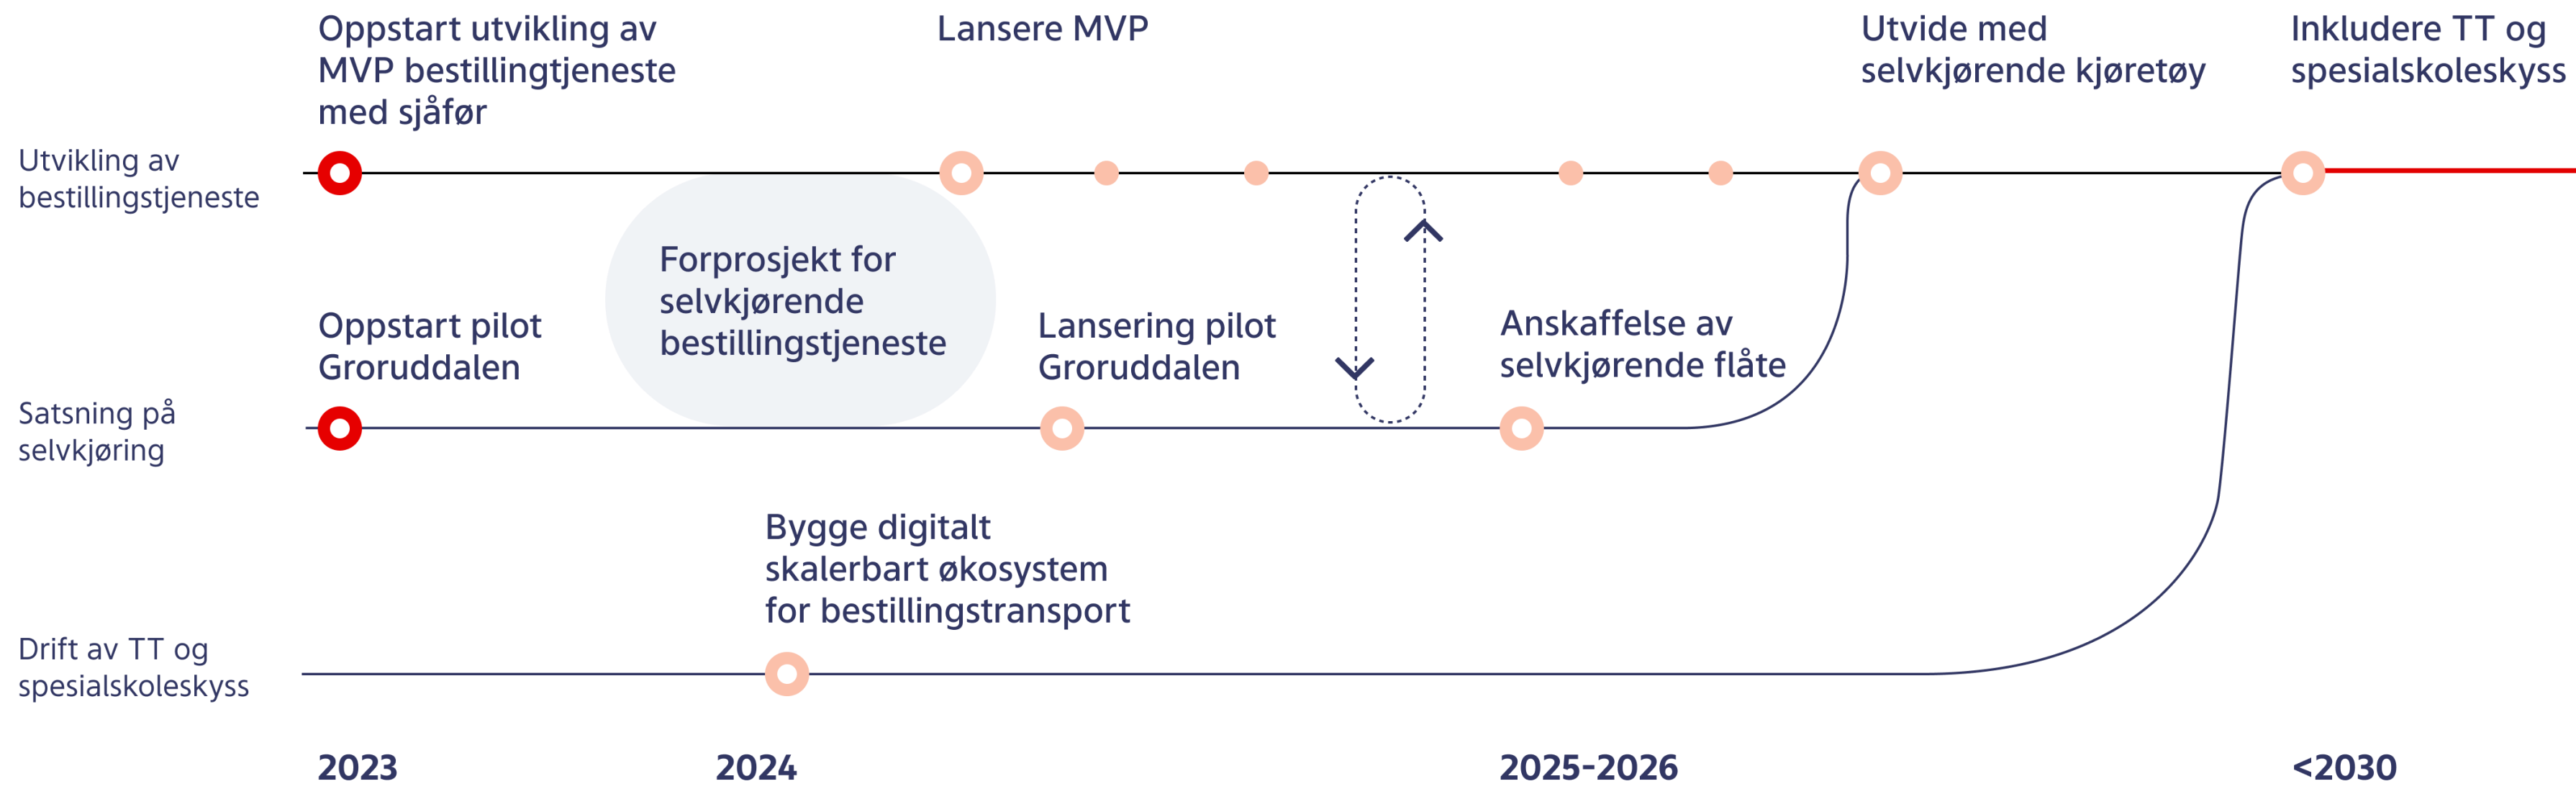 Oppstart utvikling av
MVP bestillingtjeneste
med sjåfør
Lansere MVP
Utvide med
selvkjørende kjøretøy
Inkludere TT og
spesialskoleskyss
Utvikling av
bestillingstjeneste
Forprosjekt for
selvkjørende
bestillingstjeneste
Oppstart pilot
Groruddalen
Lansering pilot
Groruddalen
Anskaffelse av
selvkjørende flåte
Satsning på
selvkjøring
Bygge digitalt
skalerbart økosystem
for bestillingstransport
Drift av TT og
spesialskoleskyss
2023
2024
2025-2026
<2030